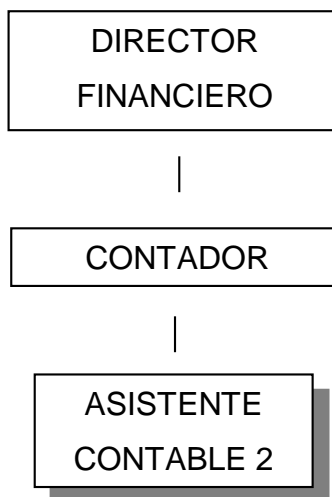 DIRECTOR
FINANCIERO
CONTADOR
ASISTENTE
CONTABLE 2